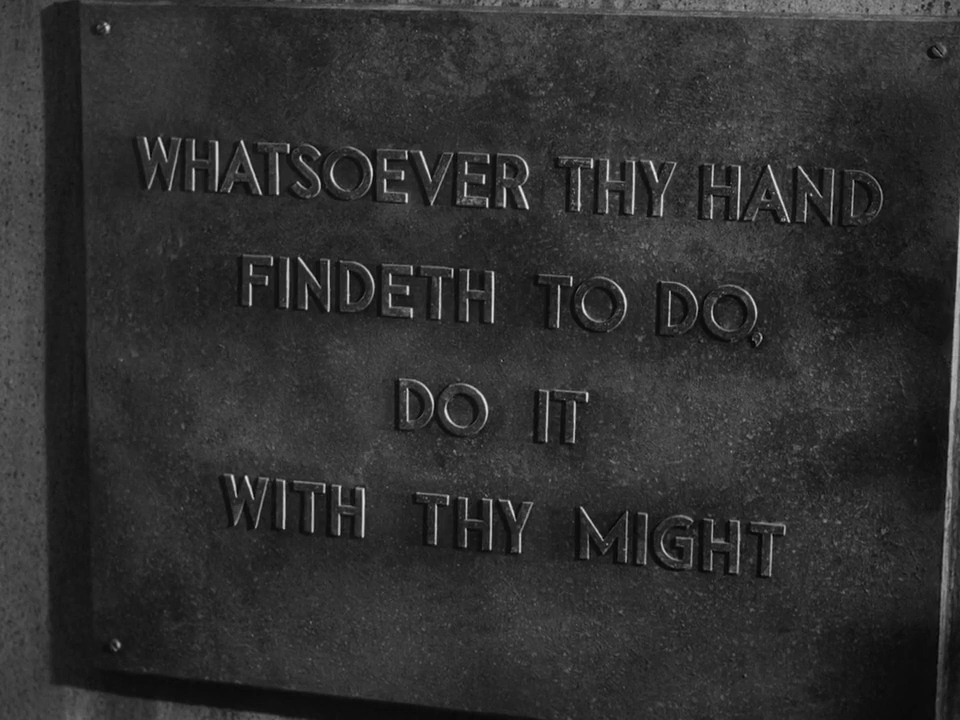 WHATSOEVER THY HAND
FINDETH TO DO,
DO IT
WITH THY MIGHT